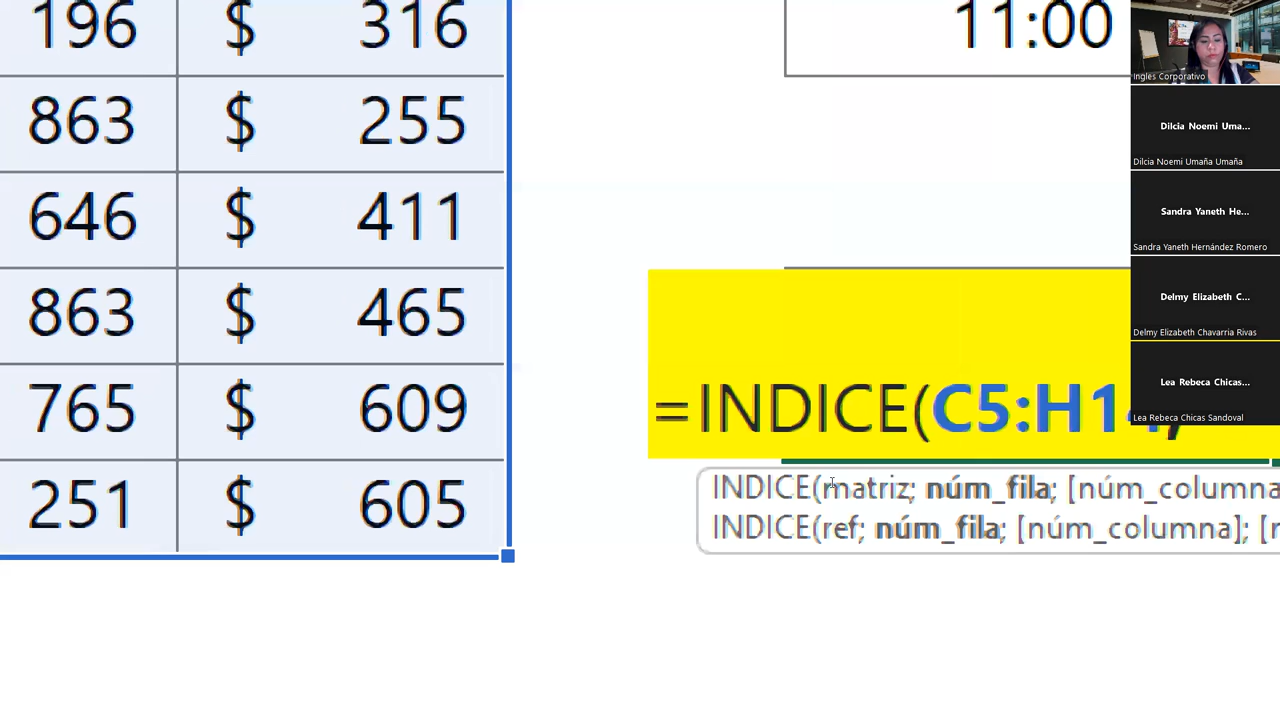 196 $ 316
11:00
863 $ 255
646 $ 411
863 $ 465
765 $ 609
251 $ 605
=INDICE(C5:H14;
INDICE(matriz; núm_fila; [núm_columna
INDICE(ref; núm_fila; [núm_columna]; [r
Ingles Corporativo
Dilcia Noemi Uma...
Dilcia Noemi Umaña Umaña
Sandra Yaneth He...
Sandra Yaneth Hernández Romero
Delmy Elizabeth C...
Delmy Elizabeth Chavarria Rivas
Lea Rebeca Chicas...
Lea Rebeca Chicas Sandoval